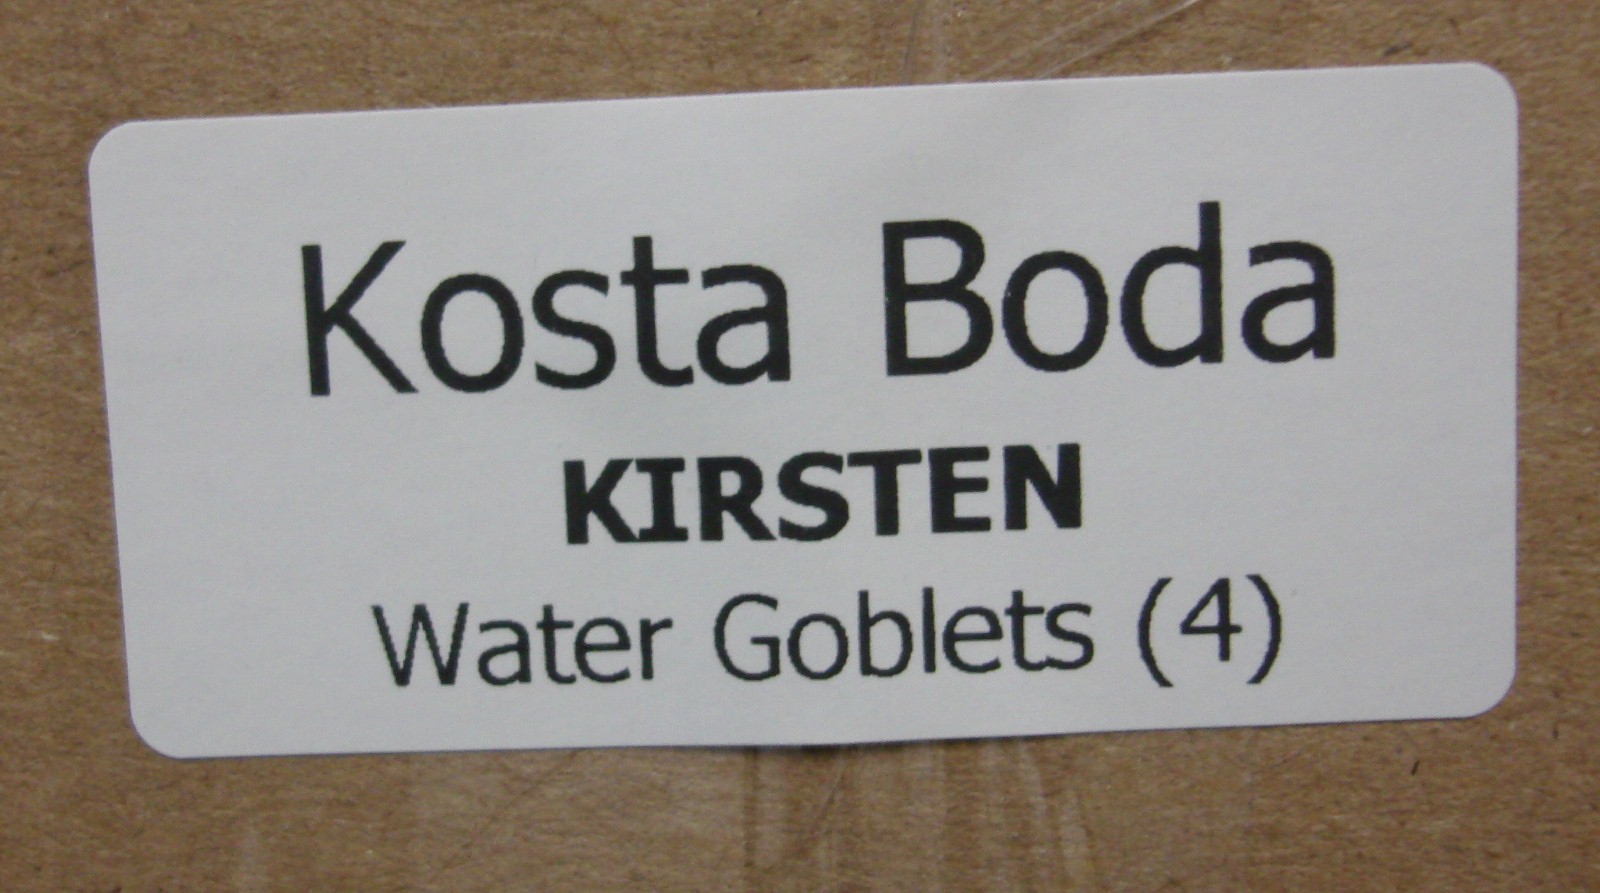 Kosta Boda
KIRSTEN
Water Goblets (4)